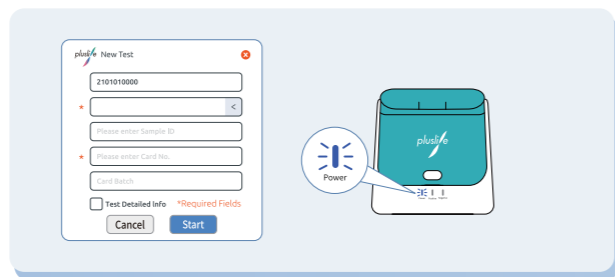 pluslife New Test
2101010000
*
<
Please enter Sample ID
* Please enter Card No.
Card Batch
Test Detailed Info *Required Fields
Cancel Start
pluslife
Power